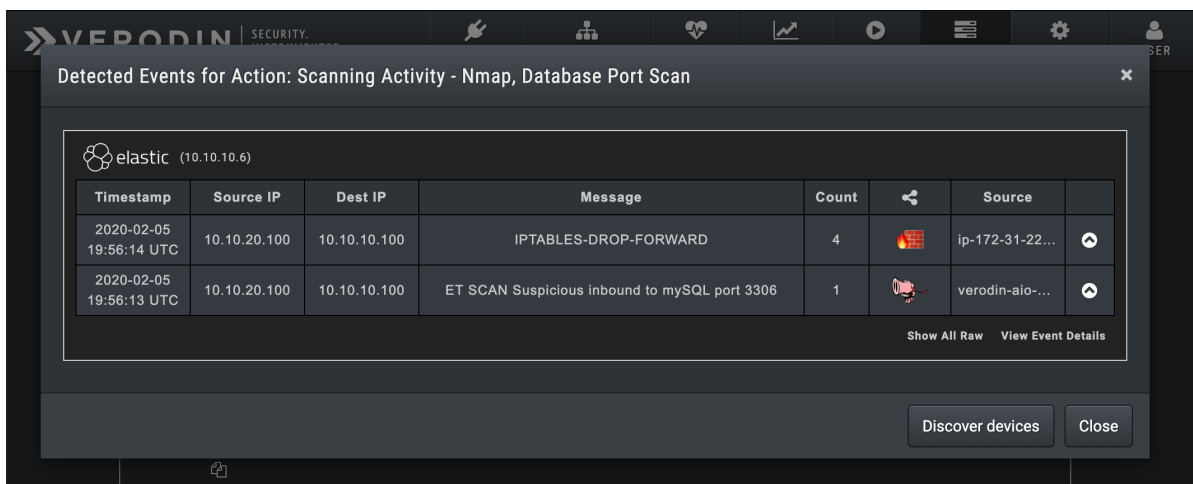 VERODIN SECURITY.
SER
Detected Events for Action: Scanning Activity - Nmap, Database Port Scan
elastic (10.10.10.6)
Timestamp Source IP Dest IP Message Count Source
2020-02-05 19:56:14 UTC 10.10.20.100 10.10.10.100 IPTABLES-DROP-FORWARD 4 ip-172-31-22...
2020-02-05 19:56:13 UTC 10.10.20.100 10.10.10.100 ET SCAN Suspicious inbound to mySQL port 3306 1 verodin-aio-...
Show All Raw View Event Details
Discover devices Close